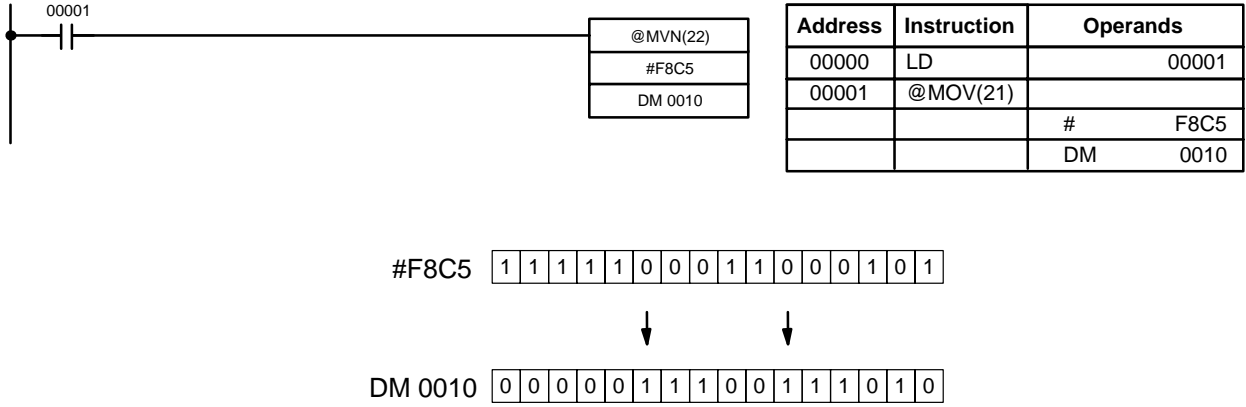 00001
@MVN(22)
#F8C5
DM 0010
Address Instruction Operands
00000 LD 00001
00001 @MOV(21)
# F8C5
DM 0010
#F8C5 1 1 1 1 1 0 0 0 1 1 0 0 0 1 0 1
DM 0010 0 0 0 0 0 1 1 1 0 0 1 1 1 0 1 0